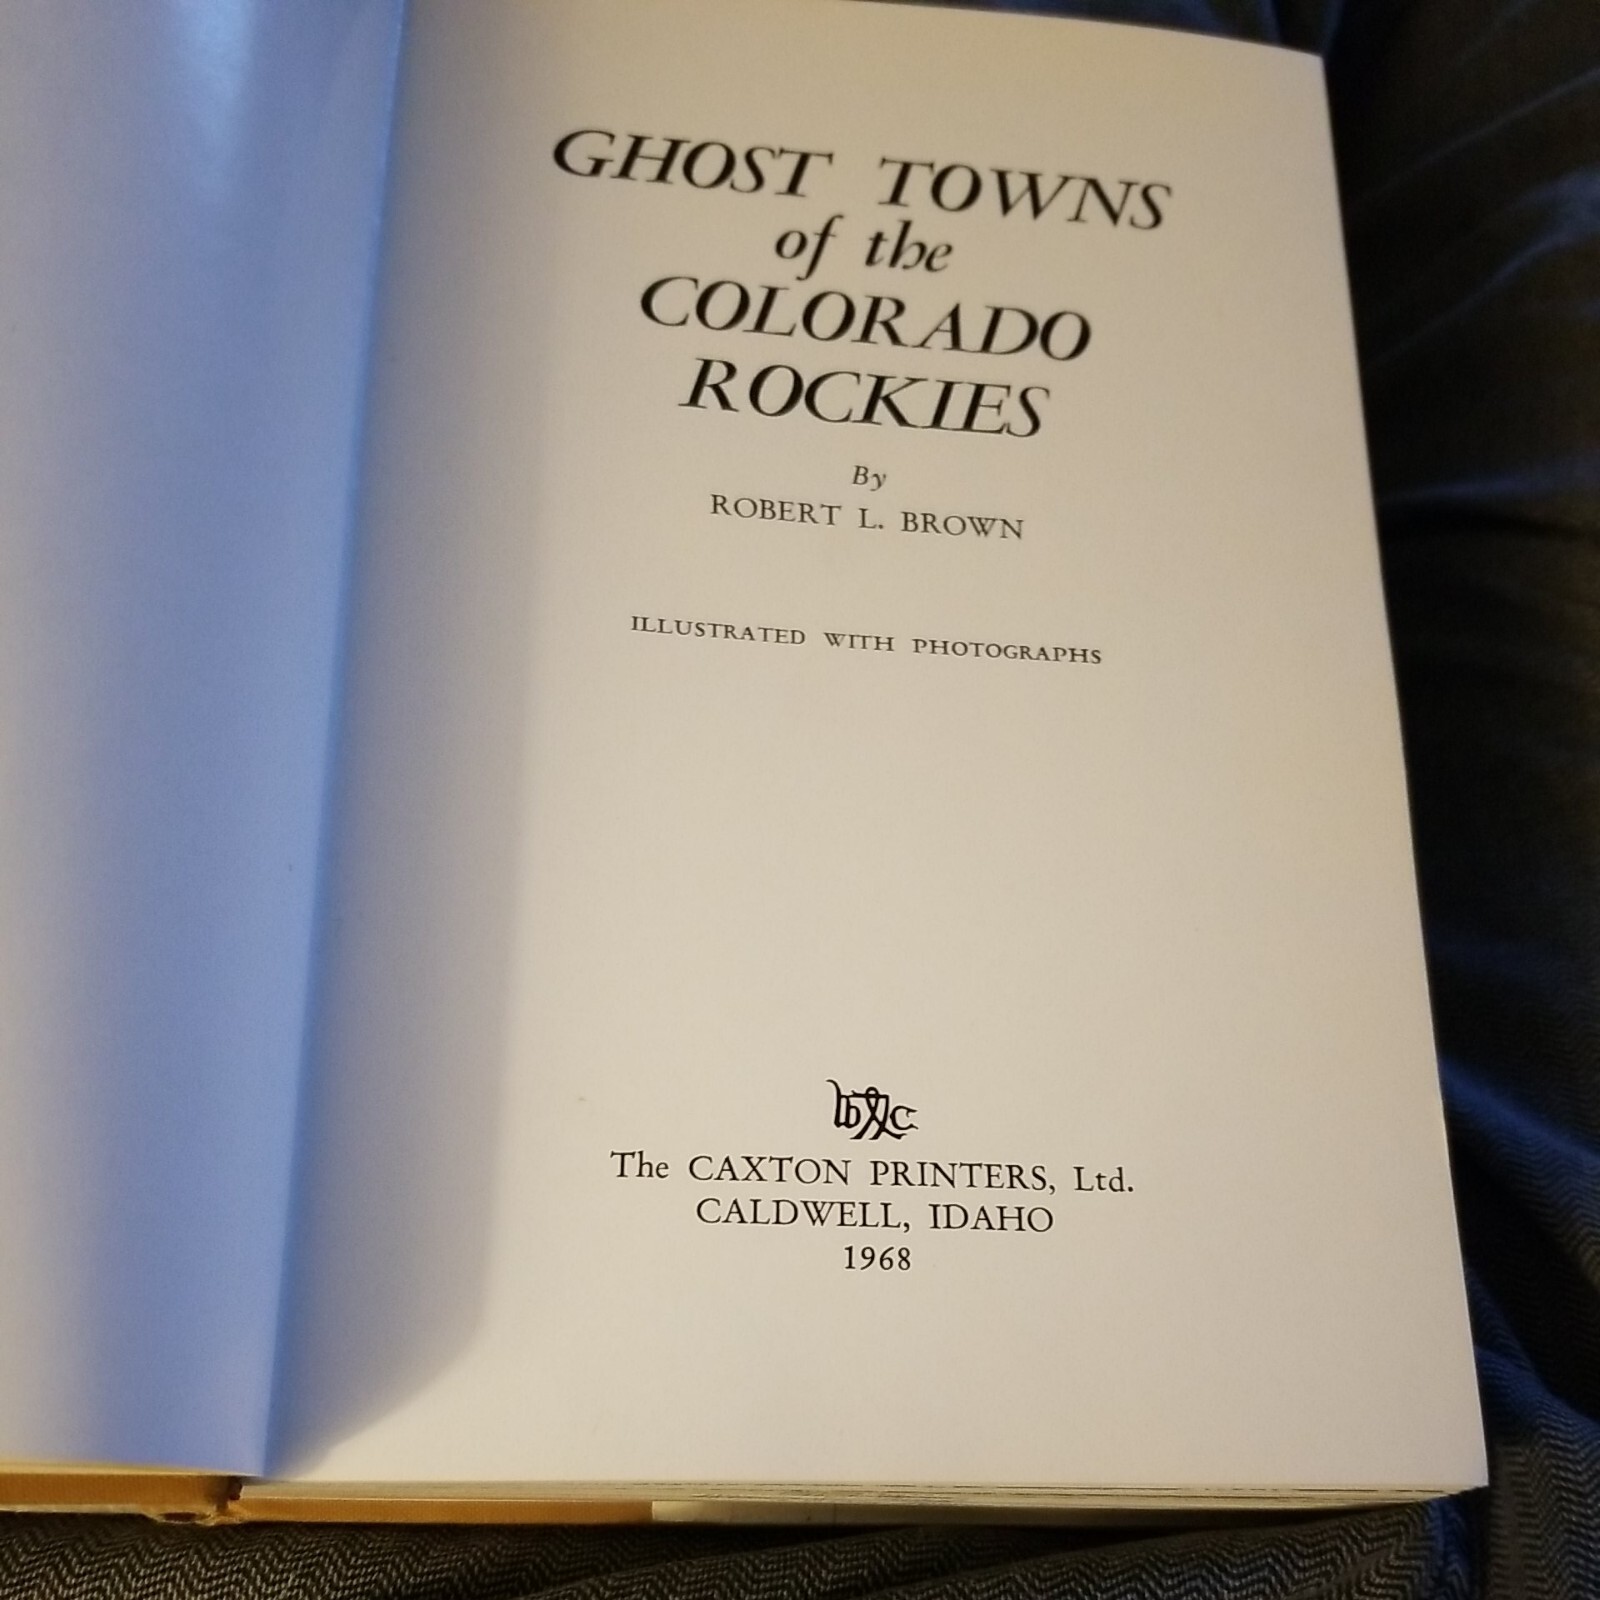 GHOST TOWNS
of the
COLORADO
ROCKIES
By
ROBERT L. BROWN
ILLUSTRATED WITH PHOTOGRAPHS
The CAXTON PRINTERS, Ltd.
CALDWELL, IDAHO
1968